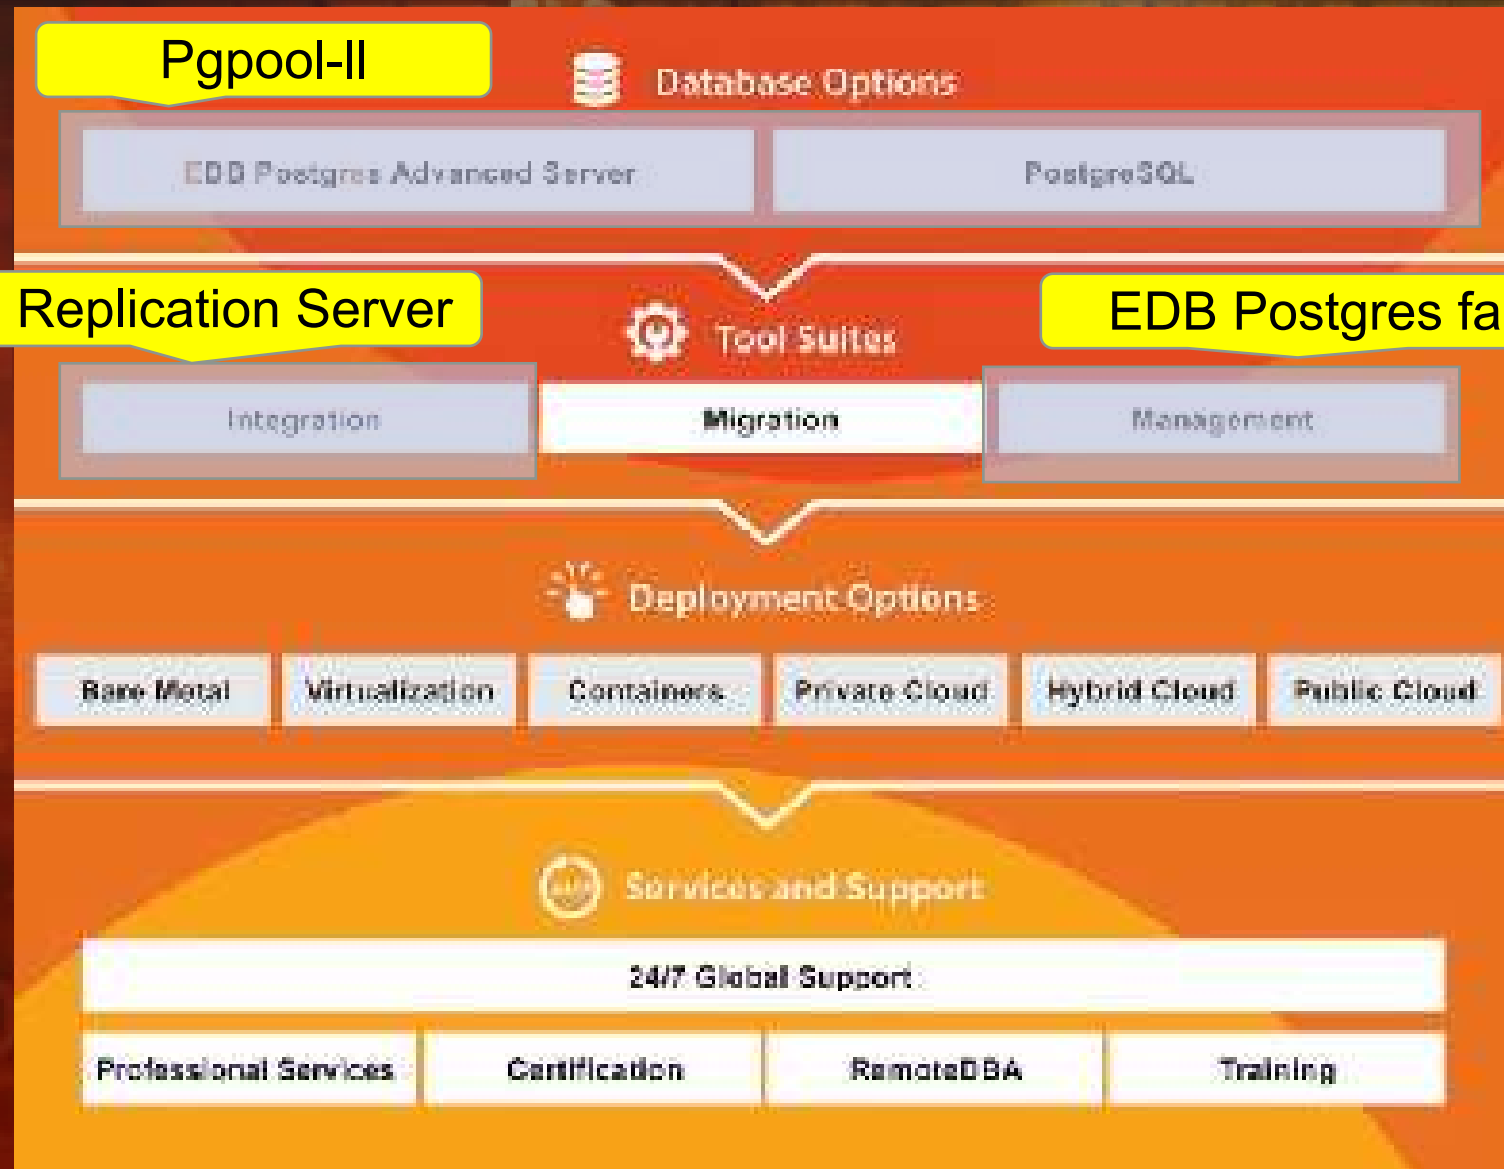 Pgpool-II
Database Options
EDB Postgres Advanced Server
PostgreSQL
Replication Server
EDB Postgres fa
Tool Suites
Integration
Migration
Management
Deployment Options
Bare Metal
Virtualization
Containers
Private Cloud
Hybrid Cloud
Public Cloud
Services and Support
24/7 Global Support
Professional Services
Certification
RemoteDBA
Training